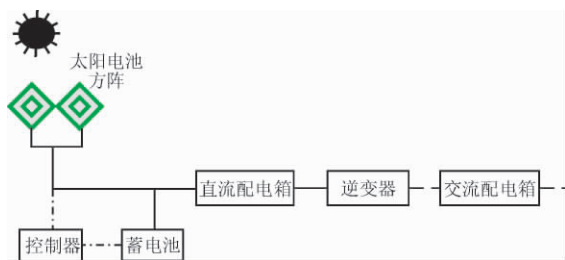 太阳电池
方阵
直流配电箱
逆变器
交流配电箱
控制器
蓄电池